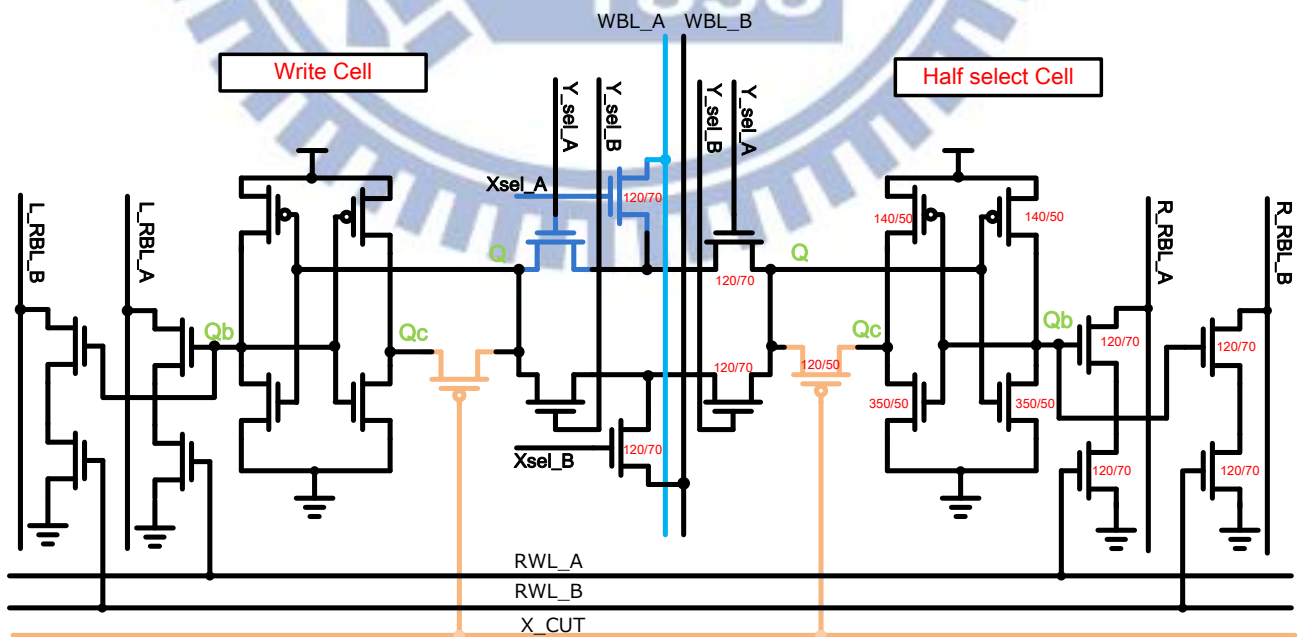 WBL_A WBL_B
Write Cell
Half select Cell
Y_sel_A
Y_sel_B
Y_sel_B
Y_sel_A
Xsel_A
120/70
L_RBL_B
L_RBL_A
R_RBL_A
R_RBL_B
140/50
140/50
Q
Q
120/70
Qb
Qc
Qc
Qb
120/70
120/70
120/70
120/50
350/50
350/50
Xsel_B
120/70
120/70
120/70
RWL_A
RWL_B
X_CUT